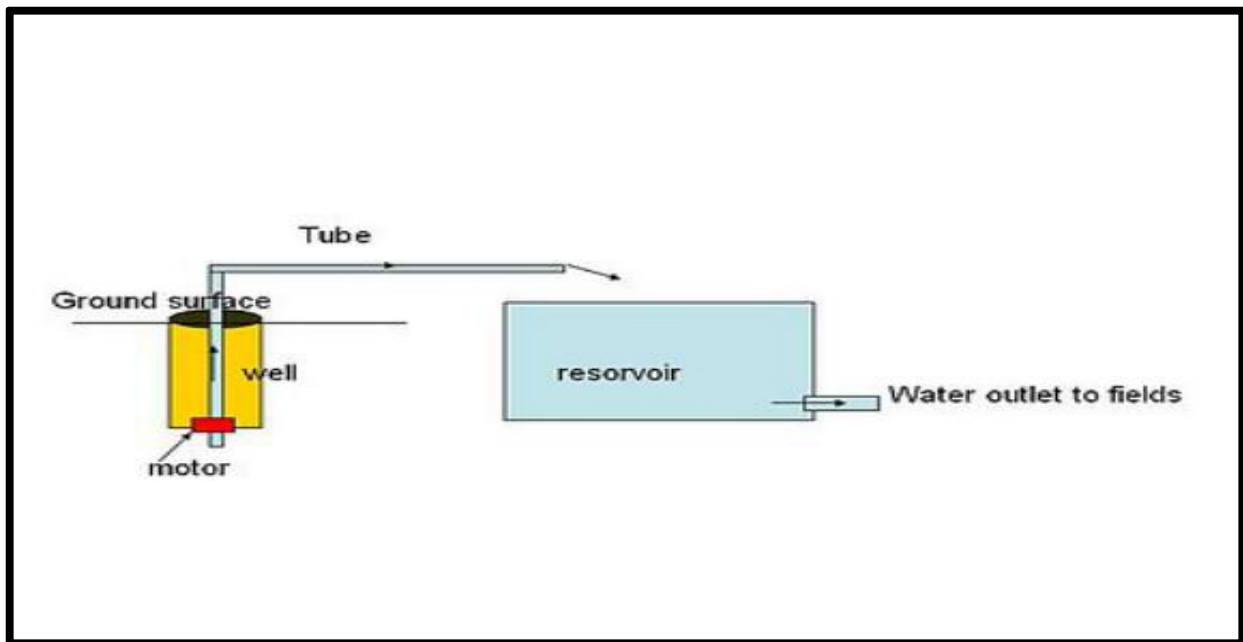 Tube
Ground surface
well
resorvoir
Water outlet to fields
motor